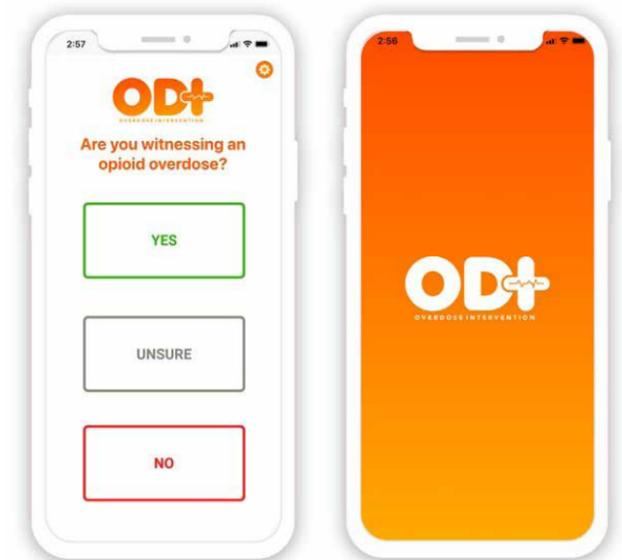 2:57
OD+
OVERDOSE INTERVENTION
Are you witnessing an
opioid overdose?
YES
UNSURE
NO
2:56
OD+
OVERDOSE INTERVENTION